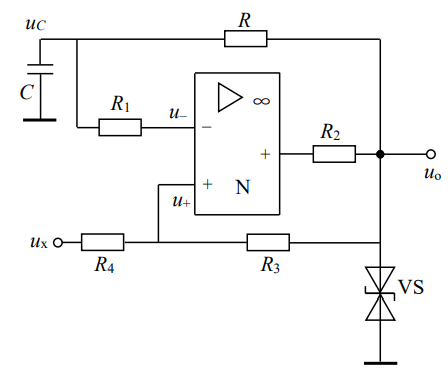 uC
R
C
R1
u−
∞
−
R2
+
+
N
uo
u+
ux
R4
R3
VS